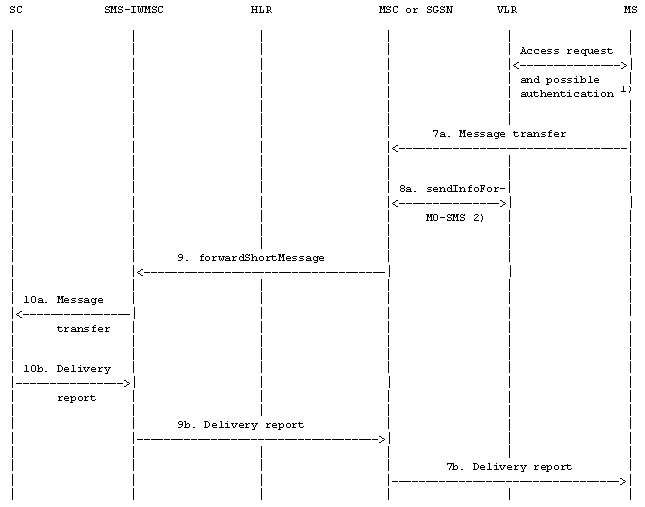 SC SMS-IWMSC HLR MSC or SGSN VLR MS
Access request
and possible
authentication 1)
7a. Message transfer
8a. sendInfoFor-
MO-SMS 2)
9. forwardShortMessage
10a. Message
transfer
10b. Delivery
report
9b. Delivery report
7b. Delivery report